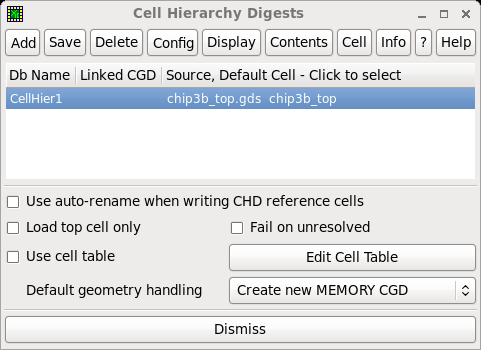 Cell Hierarchy Digests
Add Save Delete Config Display Contents Cell Info ? Help
Db Name Linked CGD Source, Default Cell - Click to select
CellHier1 chip3b_top.gds chip3b_top
Use auto-rename when writing CHD reference cells
Load top cell only Fail on unresolved
Use cell table Edit Cell Table
Default geometry handling Create new MEMORY CGD
Dismiss